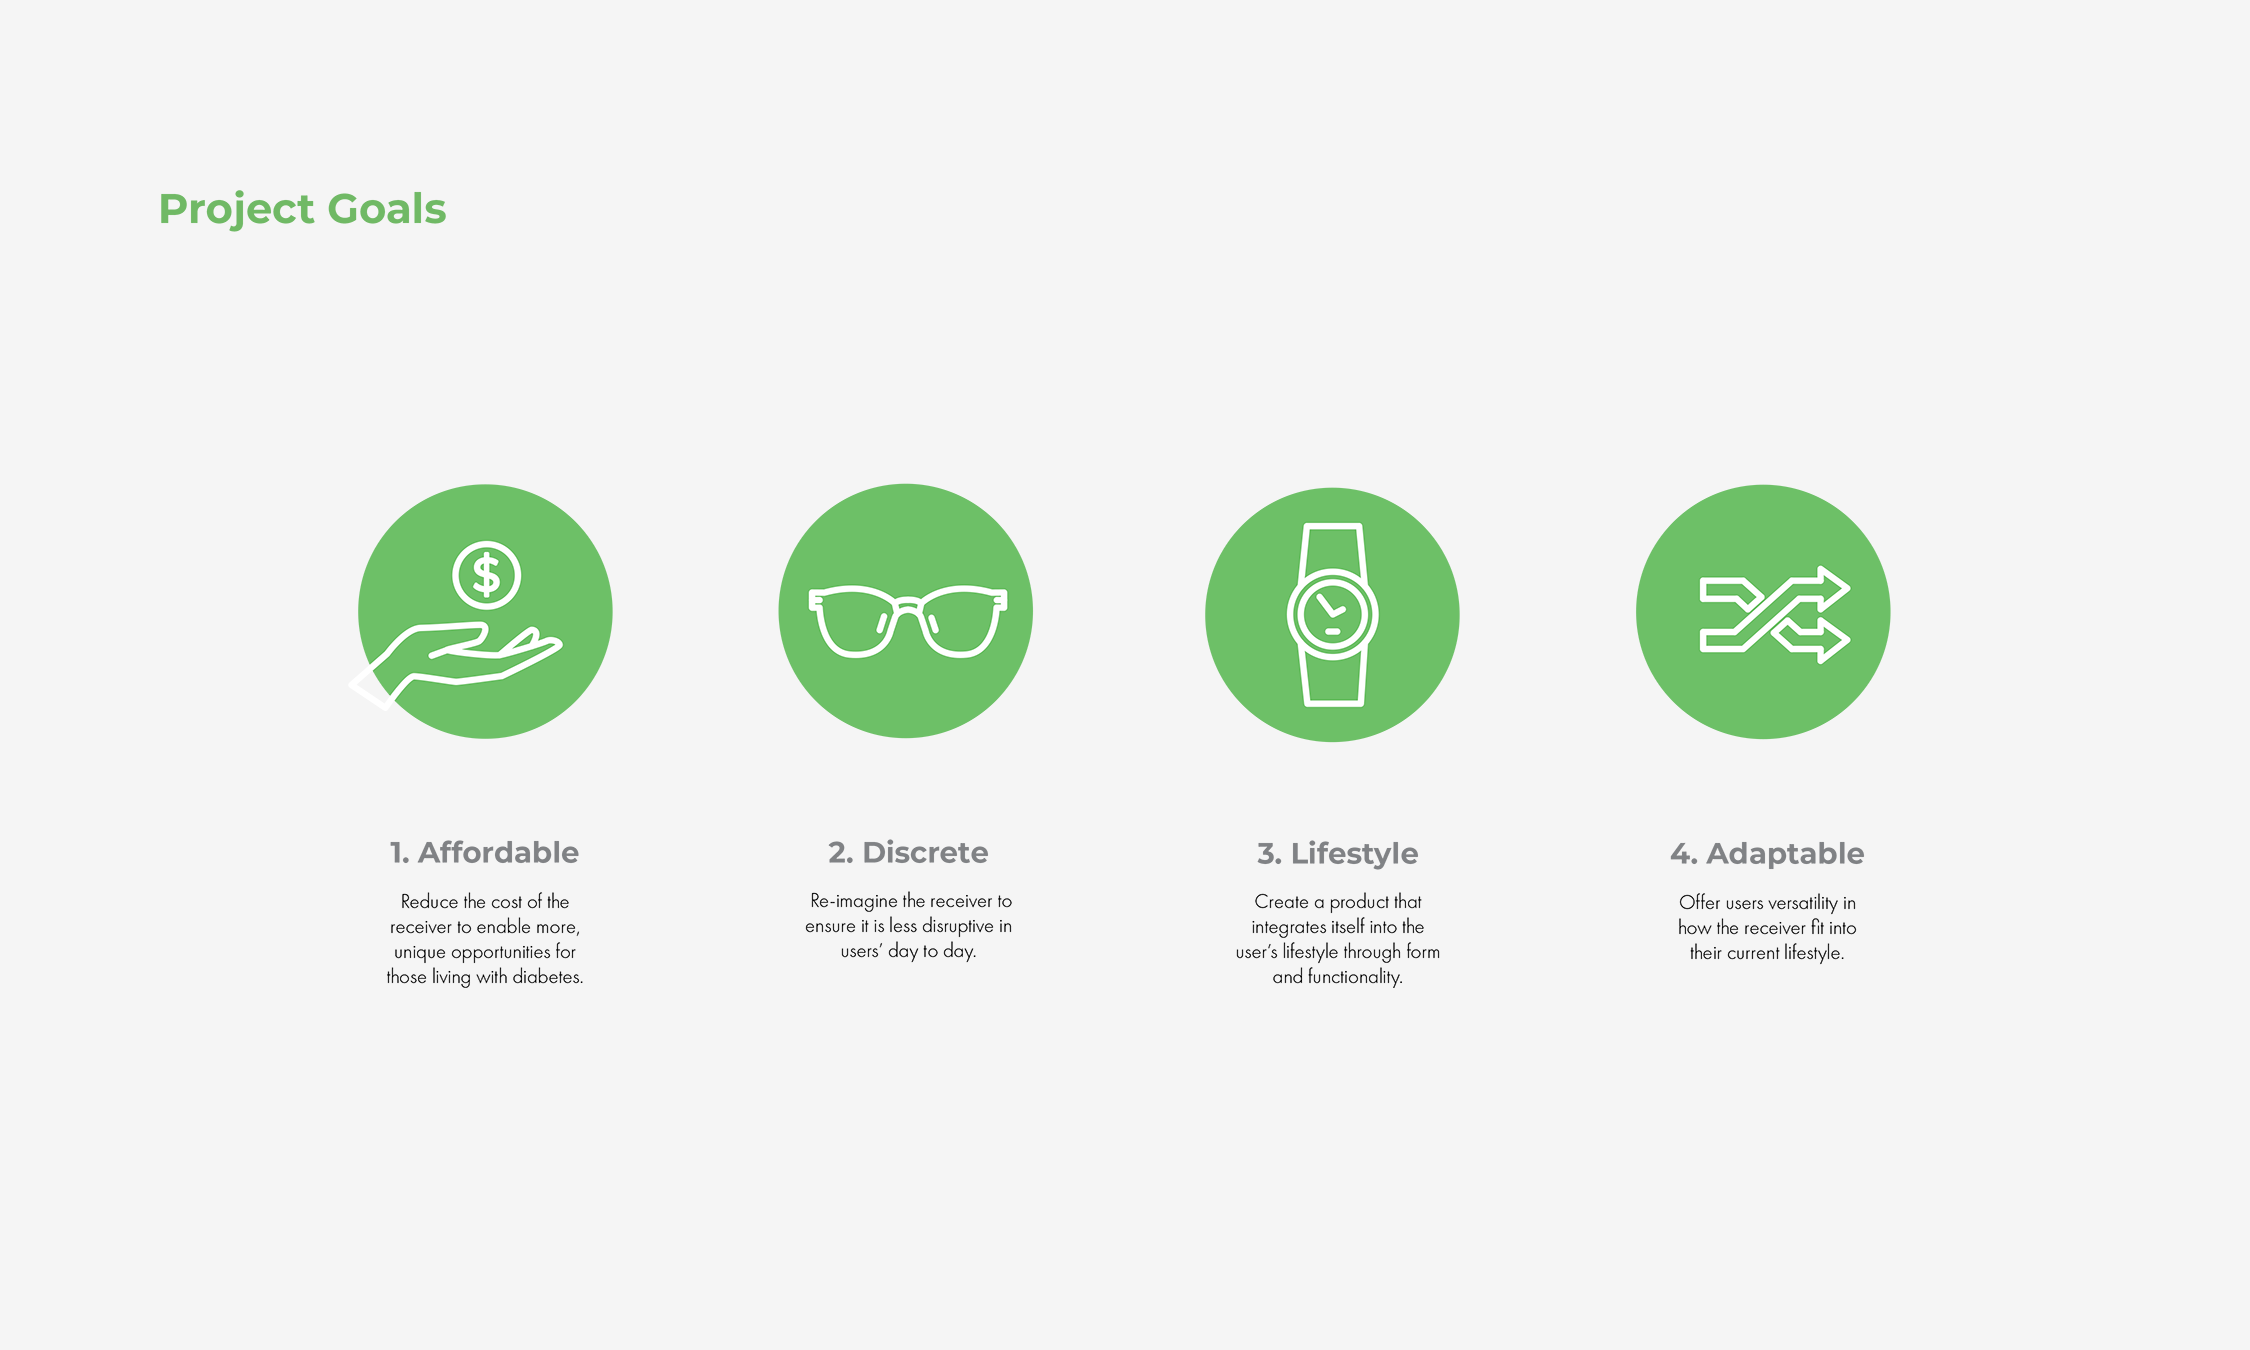 Project Goals
$
1. Affordable
Reduce the cost of the
receiver to enable more,
unique opportunities for
those living with diabetes.
2. Discrete
Re-imagine the receiver to
ensure it is less disruptive in
users’ day to day.
3. Lifestyle
Create a product that
integrates itself into the
user’s lifestyle through form
and functionality.
4. Adaptable
Offer users versatility in
how the receiver fit into
their current lifestyle.